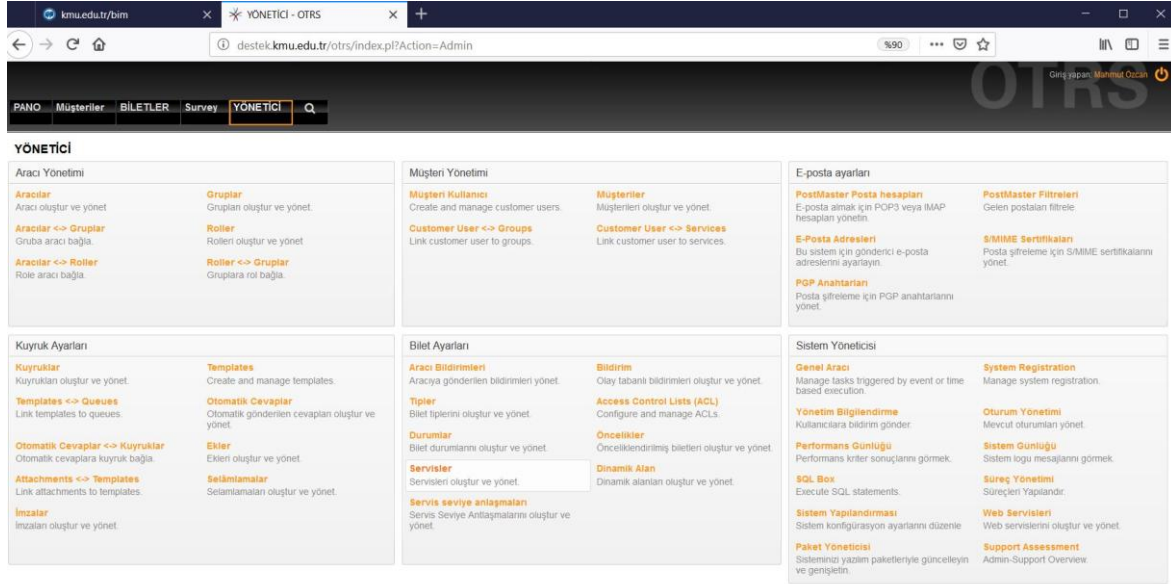 kmu.edu.tr/bim
YÖNETİCİ - OTRS
destek.kmu.edu.tr/otrs/index.pl?Action=Admin
%90
OTRS
Giriş yapan: Mahmut Özcan
PANO Müşteriler BİLETLER Survey YÖNETİCİ
YÖNETİCİ
Aracı Yönetimi
Aracılar
Aracı oluştur ve yönet
Gruplar
Grupları oluştur ve yönet.
Aracılar <-> Gruplar
Gruba aracı bağla.
Roller
Rolleri oluştur ve yönet
Aracılar <-> Roller
Role aracı bağla.
Roller <-> Gruplar
Gruplara rol bağla.
Müşteri Yönetimi
Müşteri Kullanıcı
Create and manage customer users.
Müşteriler
Müşterileri oluştur ve yönet.
Customer User <-> Groups
Link customer user to groups.
Customer User <-> Services
Link customer user to services.
E-posta ayarları
PostMaster Posta hesapları
E-posta almak için POP3 veya IMAP
hesapları yönetin.
PostMaster Filtreleri
Gelen postaları filtrele
E-Posta Adresleri
Bu sistem için gönderici e-posta
adreslerini ayarlayın.
S/MIME Sertifikaları
Posta şifreleme için S/MIME sertifikalarını
yönet.
PGP Anahtarları
Posta şifreleme için PGP anahtarlarını
yönet.
Kuyruk Ayarları
Kuyruklar
Kuyrukları oluştur ve yönet.
Templates
Create and manage templates.
Templates <-> Queues
Link templates to queues.
Otomatik Cevaplar
Otomatik gönderilen cevapları oluştur ve
yönet.
Otomatik Cevaplar <-> Kuyruklar
Otomatik cevaplara kuyruk bağla.
Ekler
Ekleri oluştur ve yönet.
Attachments <-> Templates
Link attachments to templates.
Selâmlamalar
Selamlamaları oluştur ve yönet.
İmzalar
İmzaları oluştur ve yönet.
Bilet Ayarları
Aracı Bildirimleri
Aracıya gönderilen bildirimleri yönet.
Bildirim
Olay tabanlı bildirimleri oluştur ve yönet.
Tipler
Bilet tiplerini oluştur ve yönet.
Access Control Lists (ACL)
Configure and manage ACLs.
Durumlar
Bilet durumlarını oluştur ve yönet.
Öncelikler
Önceliklendirilmiş biletleri oluştur ve yönet.
Servisler
Servisleri oluştur ve yönet.
Dinamik Alan
Dinamik alanları oluştur ve yönet.
Servis seviye anlaşmaları
Servis Seviye Antlaşmalarını oluştur ve
yönet.
Sistem Yöneticisi
Genel Aracı
Manage tasks triggered by event or time
based execution.
System Registration
Manage system registration.
Yönetim Bilgilendirme
Kullanıcılara bildirim gönder.
Oturum Yönetimi
Mevcut oturumları yönet.
Performans Günlüğü
Performans kriter sonuçlarını görmek.
Sistem Günlüğü
Sistem logu mesajlarını görmek.
SQL Box
Execute SQL statements.
Süreç Yönetimi
Süreçleri Yapılandır.
Sistem Yapılandırması
Sistem konfigürasyon ayarlarını düzenle
Web Servisleri
Web servislerini oluştur ve yönet.
Paket Yöneticisi
Sisteminizi yazılım paketleriyle güncelleyin
ve genişletin.
Support Assessment
Admin-Support Overview.